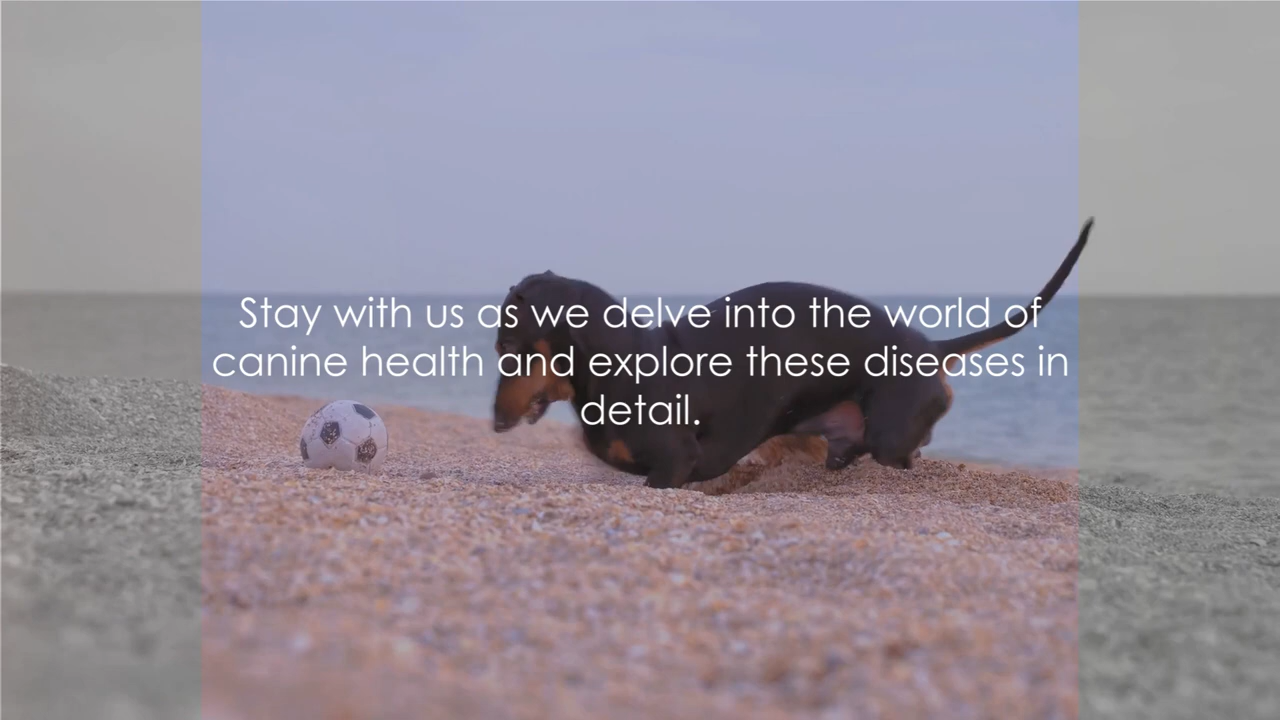 Stay with us as we delve into the world of
canine health and explore these diseases in
detail.